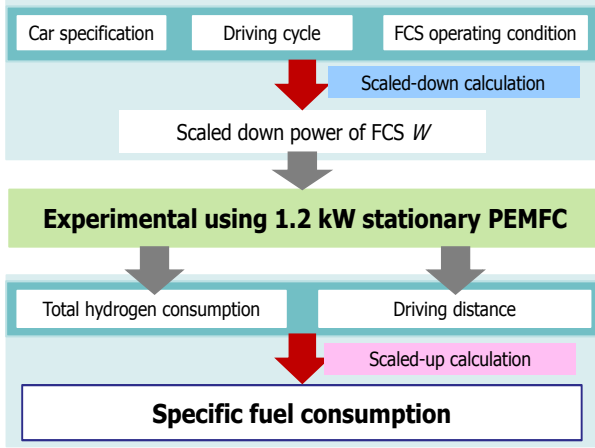 Car specification
Driving cycle
FCS operating condition
Scaled-down calculation
Scaled down power of FCS W
Experimental using 1.2 kW stationary PEMFC
Total hydrogen consumption
Driving distance
Scaled-up calculation
Specific fuel consumption